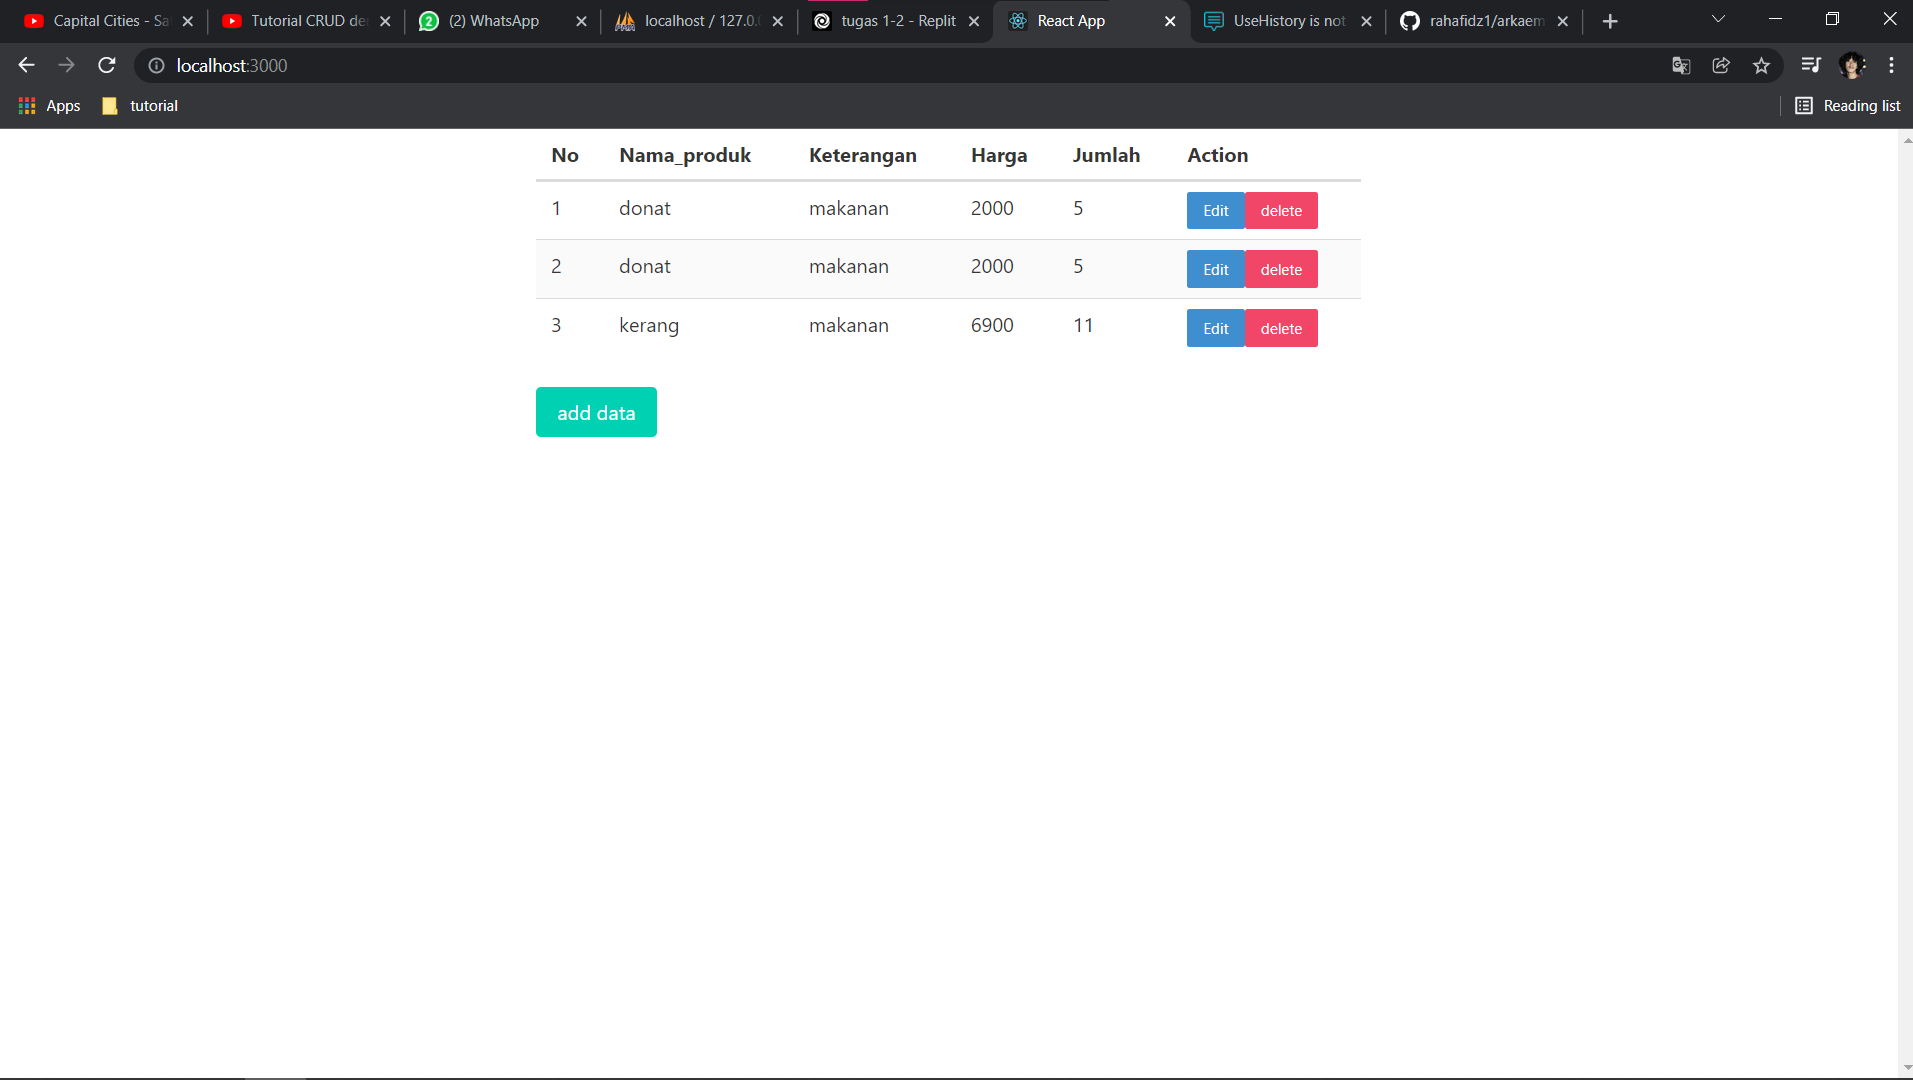 Capital Cities - Sa
Tutorial CRUD de
(2) WhatsApp
localhost / 127.0.0
tugas 1-2 - Replit
React App
UseHistory is not
rahafidz1/arkaem
localhost:3000
Apps
tutorial
Reading list
No Nama_produk Keterangan Harga Jumlah Action
1 donat makanan 2000 5 Edit delete
2 donat makanan 2000 5 Edit delete
3 kerang makanan 6900 11 Edit delete
add data